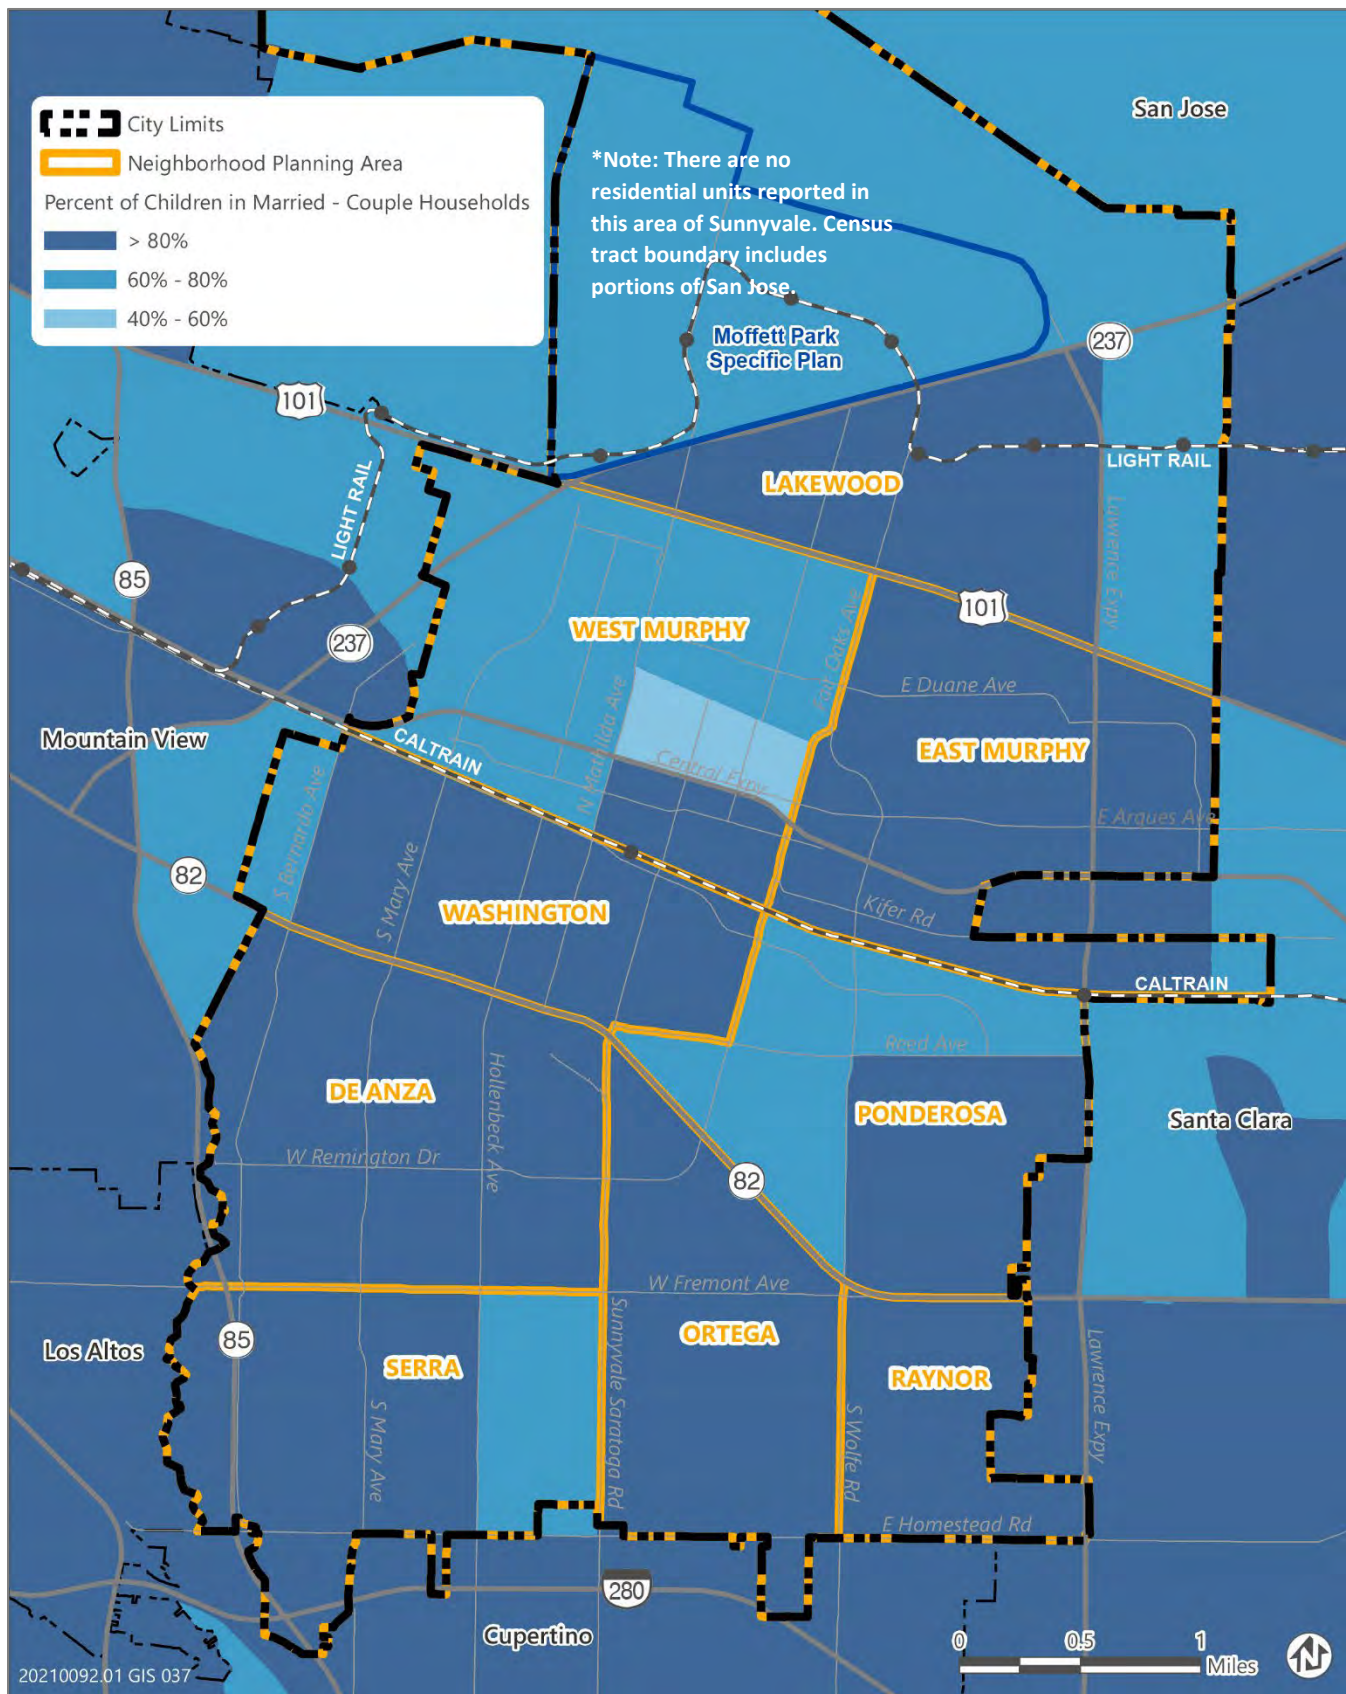 San Jose
City Limits
Neighborhood Planning Area
Percent of Children in Married - Couple Households
> 80%
60% - 80%
40% - 60%
*Note: There are no
residential units reported in
this area of Sunnyvale. Census
tract boundary includes
portions of San Jose.
Moffett Park
Specific Plan
237
101
LIGHT RAIL
LAKEWOOD
LIGHT RAIL
Lawrence Expy
85
237
WEST MURPHY
Fair Oaks Ave
101
E Duane Ave
N Mathilda Ave
Mountain View
CALTRAIN
Central Expy
EAST MURPHY
E Arques Ave
S Bernardo Ave
82
S Mary Ave
WASHINGTON
Kifer Rd
CALTRAIN
Reed Ave
Hollenbeck Ave
DE ANZA
PONDEROSA
Santa Clara
W Remington Dr
82
W Fremont Ave
Los Altos
85
SERRA
Sunnyvale Saratoga Rd
ORTEGA
RAYNOR
S Mary Ave
S Wolfe Rd
Lawrence Expy
E Homestead Rd
280
Cupertino
0 0.5 1
Miles
N
20210092.01 GIS 037